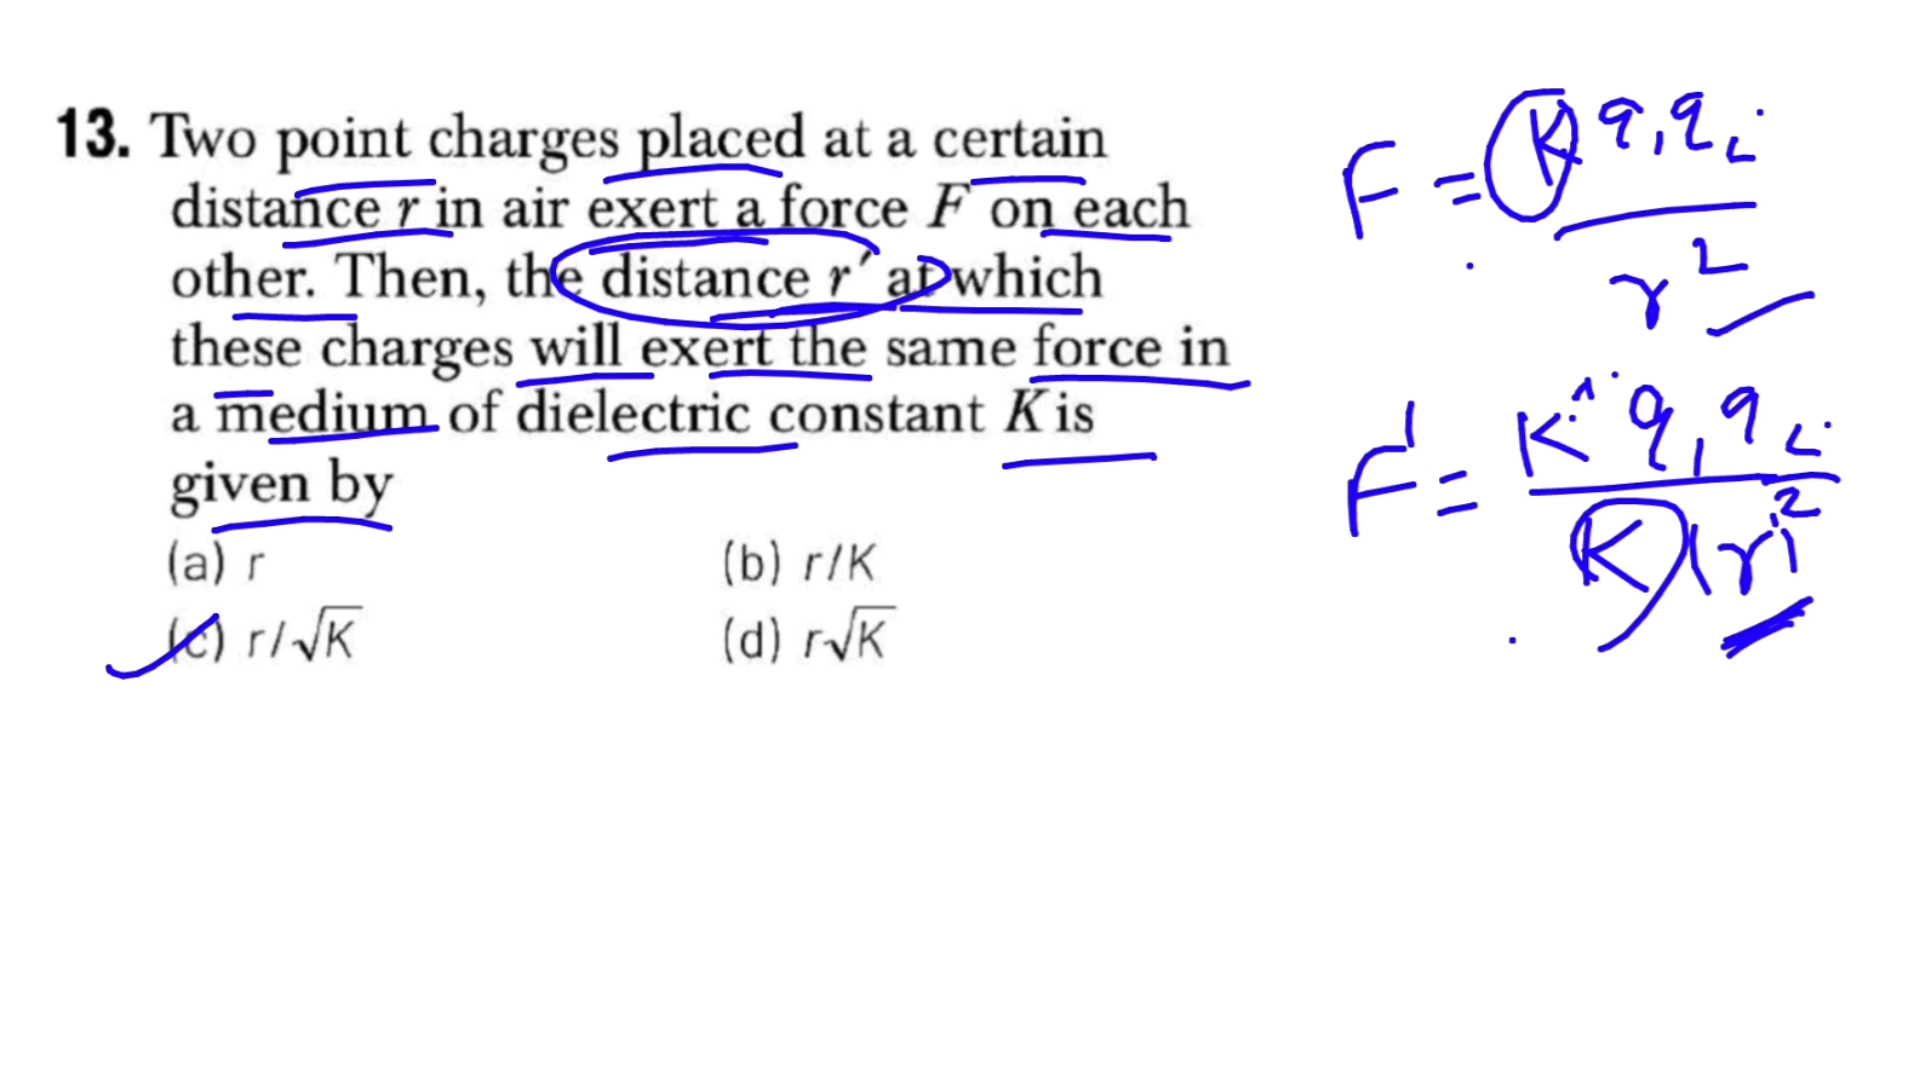 13. Two point charges placed at a certain
distance r in air exert a force F on each
other. Then, the distance r′ at which
these charges will exert the same force in
a medium of dielectric constant K is
given by
(a) r (b) r/K
(c) r/√K (d) r√K
F = K q₁q₂ / r²
F' = K q₁q₂ / K(r')²